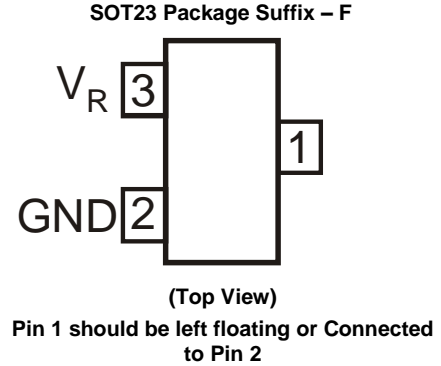 SOT23 Package Suffix – F
VR 3
1
GND 2
(Top View)
Pin 1 should be left floating or Connected
to Pin 2